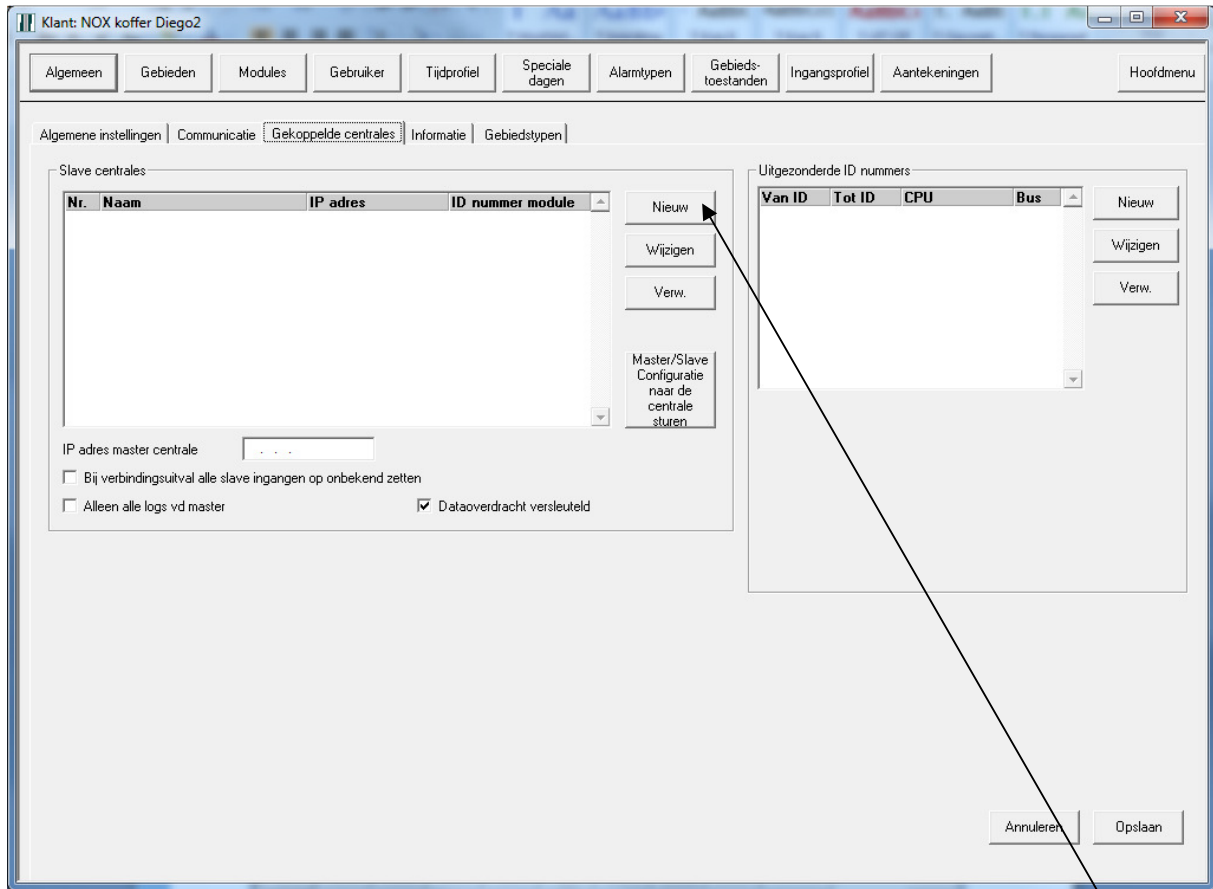 Klant: NOX koffer Diego2
Algemeen
Gebieden
Modules
Gebruiker
Tijdprofiel
Speciale
dagen
Alarmtypen
Gebieds-
toestanden
Ingangsprofiel
Aantekeningen
Hoofdmenu
Algemene instellingen
Communicatie
Gekoppelde centrales
Informatie
Gebiedstypen
Slave centrales
Nr. Naam IP adres ID nummer module
Nieuw
Wijzigen
Verw.
Master/Slave
Configuratie
naar de
centrale
sturen
IP adres master centrale . . .
Bij verbindingsuitval alle slave ingangen op onbekend zetten
Alleen alle logs vd master
Dataoverdracht versleuteld
Uitgezonderde ID nummers
Van ID Tot ID CPU Bus
Nieuw
Wijzigen
Verw.
Annuleren
Opslaan